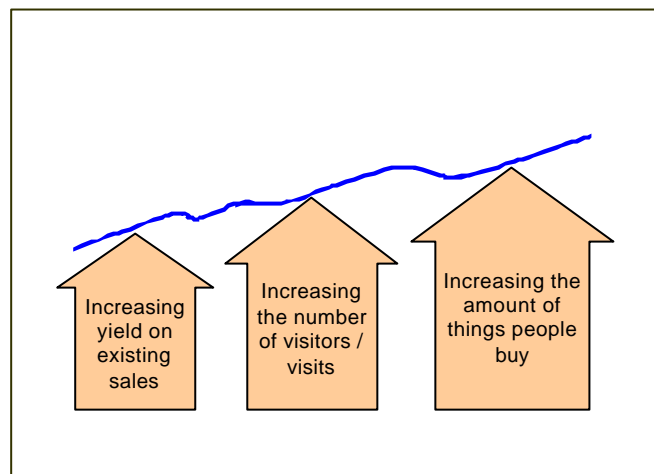 Increasing
yield on
existing
sales
Increasing
the number
of visitors /
visits
Increasing the
amount of
things people
buy